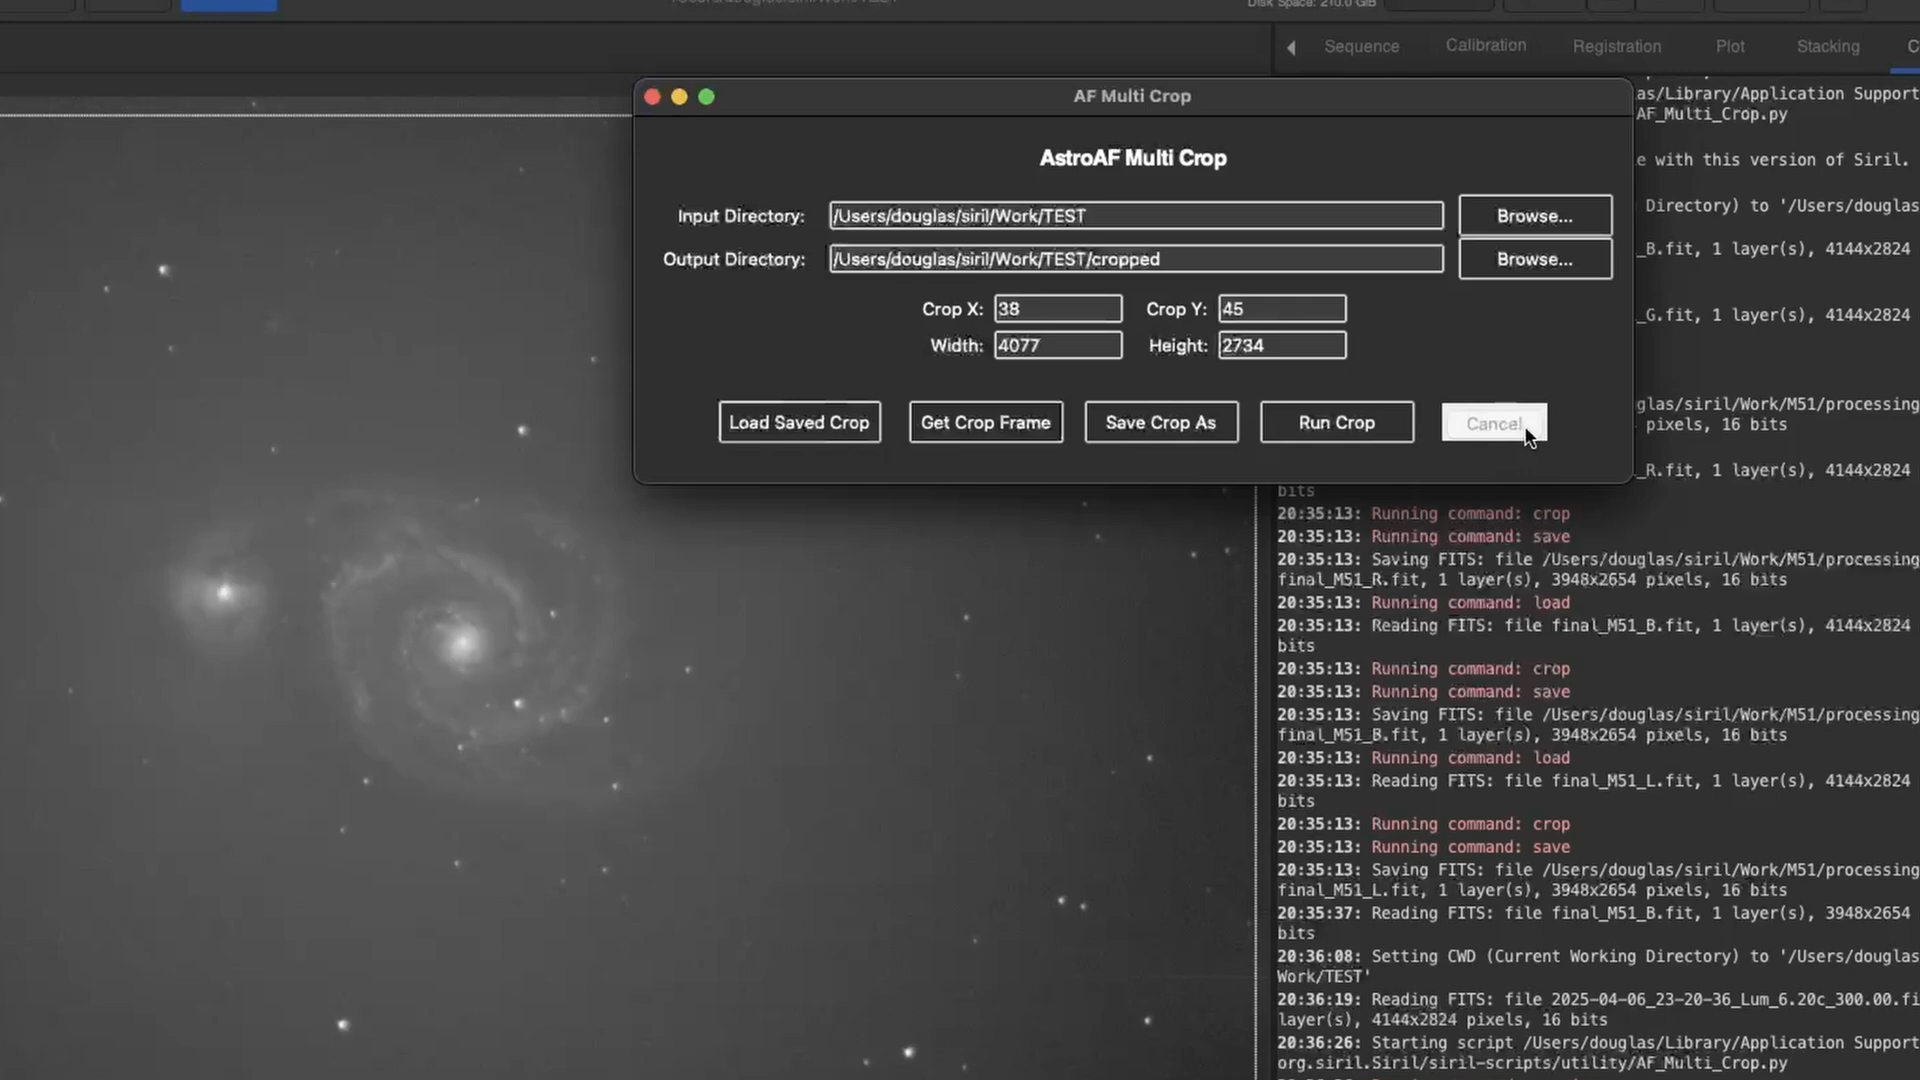 Disk Space: 210.0 GiB
Sequence Calibration Registration Plot Stacking
AF Multi Crop
AstroAF Multi Crop
Input Directory: /Users/douglas/siril/Work/TEST Browse...
Output Directory: /Users/douglas/siril/Work/TEST/cropped Browse...
Crop X: 38 Crop Y: 45
Width: 4077 Height: 2734
Load Saved Crop Get Crop Frame Save Crop As Run Crop Cancel
as/Library/Application Support
AF_Multi_Crop.py
e with this version of Siril.
Directory) to '/Users/douglas
_B.fit, 1 layer(s), 4144x2824
_G.fit, 1 layer(s), 4144x2824
glas/siril/Work/M51/processing
pixels, 16 bits
_R.fit, 1 layer(s), 4144x2824
bits
20:35:13: Running command: crop
20:35:13: Running command: save
20:35:13: Saving FITS: file /Users/douglas/siril/Work/M51/processing
final_M51_R.fit, 1 layer(s), 3948x2654 pixels, 16 bits
20:35:13: Running command: load
20:35:13: Reading FITS: file final_M51_B.fit, 1 layer(s), 4144x2824
bits
20:35:13: Running command: crop
20:35:13: Running command: save
20:35:13: Saving FITS: file /Users/douglas/siril/Work/M51/processing
final_M51_B.fit, 1 layer(s), 3948x2654 pixels, 16 bits
20:35:13: Running command: load
20:35:13: Reading FITS: file final_M51_L.fit, 1 layer(s), 4144x2824
bits
20:35:13: Running command: crop
20:35:13: Running command: save
20:35:13: Saving FITS: file /Users/douglas/siril/Work/M51/processing
final_M51_L.fit, 1 layer(s), 3948x2654 pixels, 16 bits
20:35:37: Reading FITS: file final_M51_B.fit, 1 layer(s), 3948x2654
bits
20:36:08: Setting CWD (Current Working Directory) to '/Users/douglas
Work/TEST'
20:36:19: Reading FITS: file 2025-04-06_23-20-36_Lum_6.20c_300.00.fi
layer(s), 4144x2824 pixels, 16 bits
20:36:26: Starting script /Users/douglas/Library/Application Support
org.siril.Siril/siril-scripts/utility/AF_Multi_Crop.py